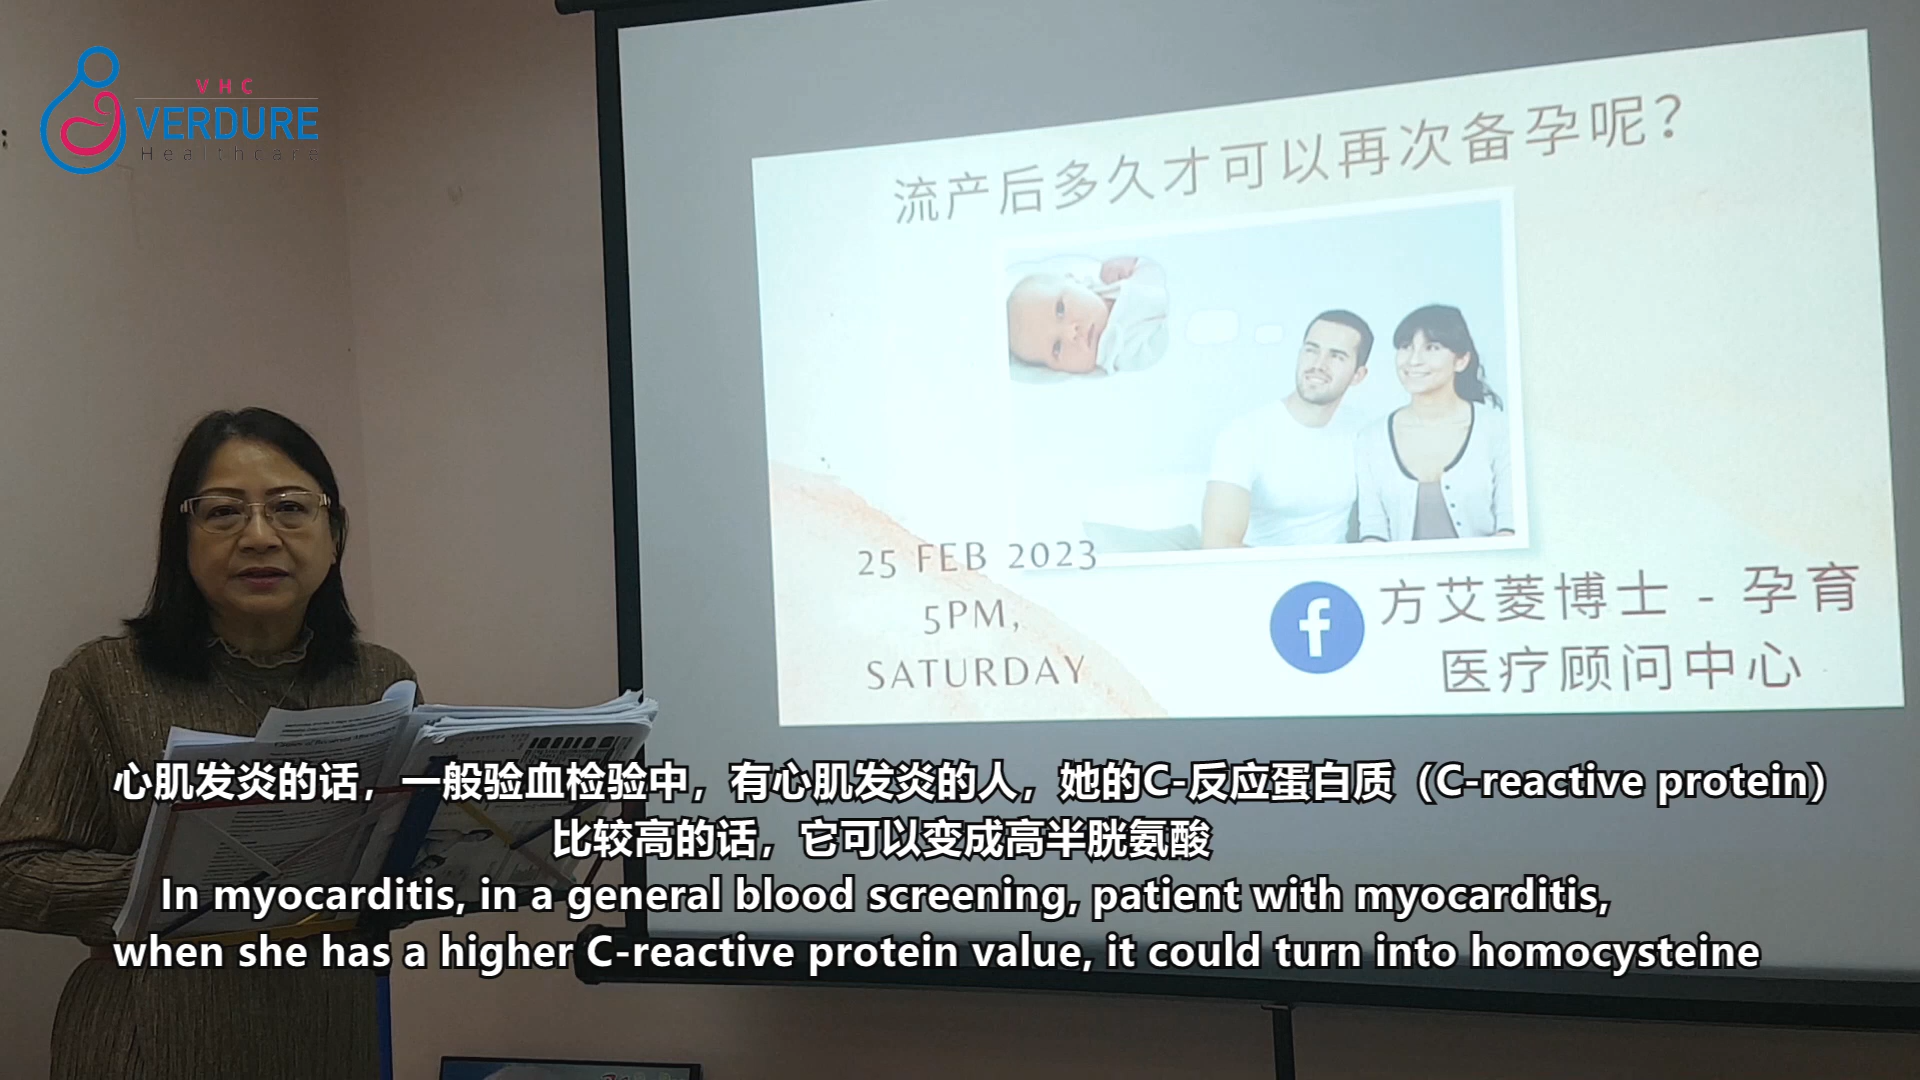 VHC
VERDURE
Healthcare
流产后多久才可以再次备孕呢？
25 FEB 2023
5PM,
SATURDAY
方艾菱博士 - 孕育
医疗顾问中心
心肌发炎的话，一般验血检验中，有心肌发炎的人，她的C-反应蛋白质（C-reactive protein）
比较高的话，它可以变成高半胱氨酸
In myocarditis, in a general blood screening, patient with myocarditis,
when she has a higher C-reactive protein value, it could turn into homocysteine